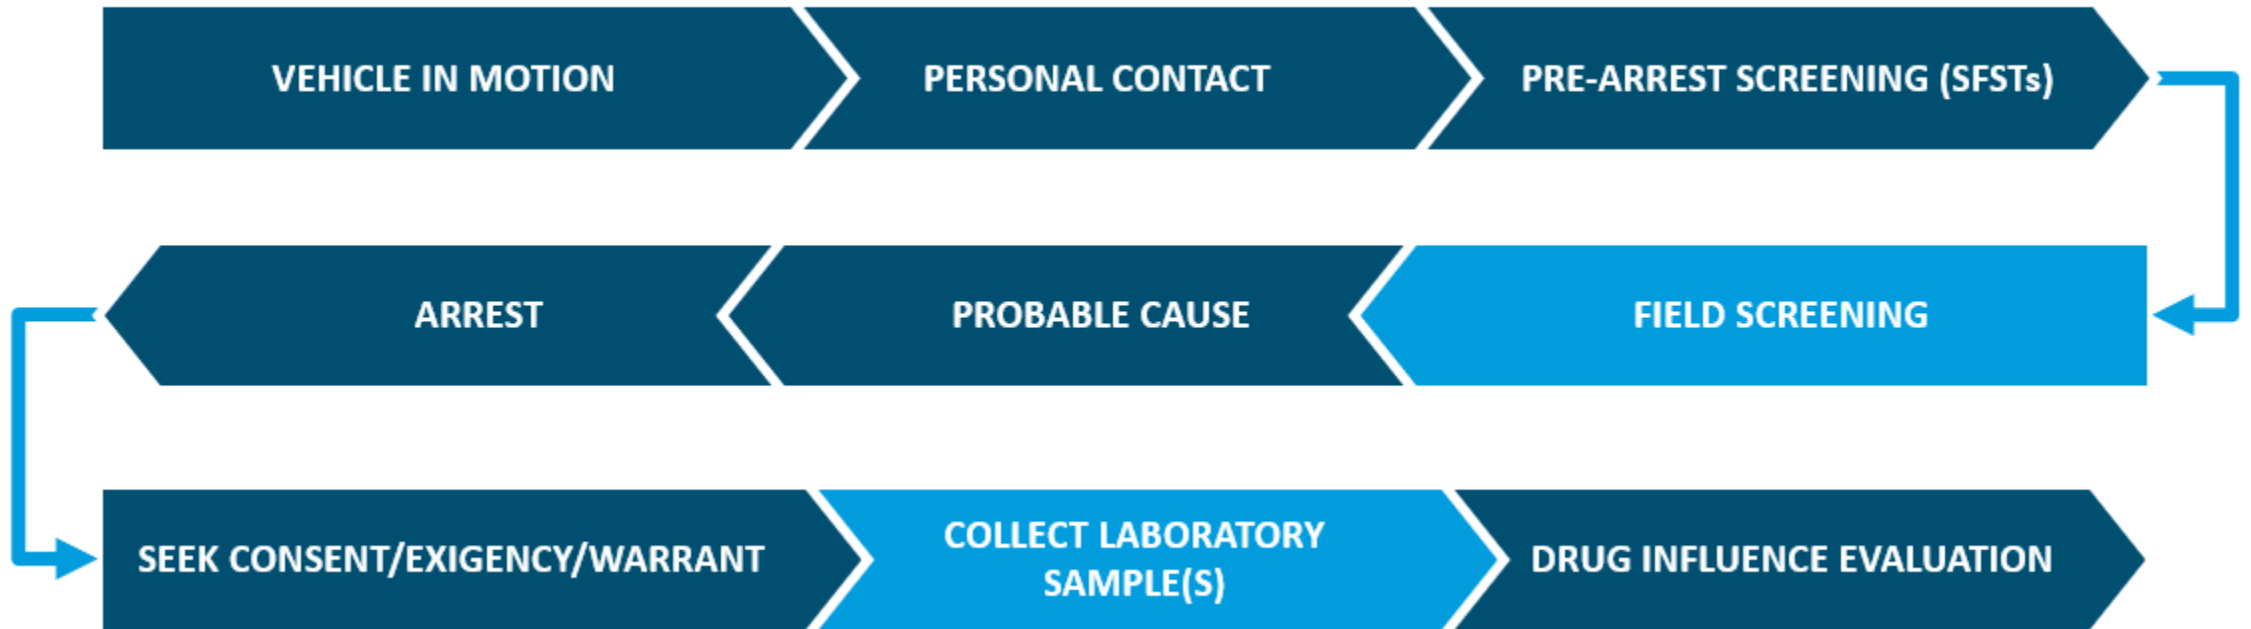 VEHICLE IN MOTION
PERSONAL CONTACT
PRE-ARREST SCREENING (SFSTs)
FIELD SCREENING
PROBABLE CAUSE
ARREST
SEEK CONSENT/EXIGENCY/WARRANT
COLLECT LABORATORY
SAMPLE(S)
DRUG INFLUENCE EVALUATION